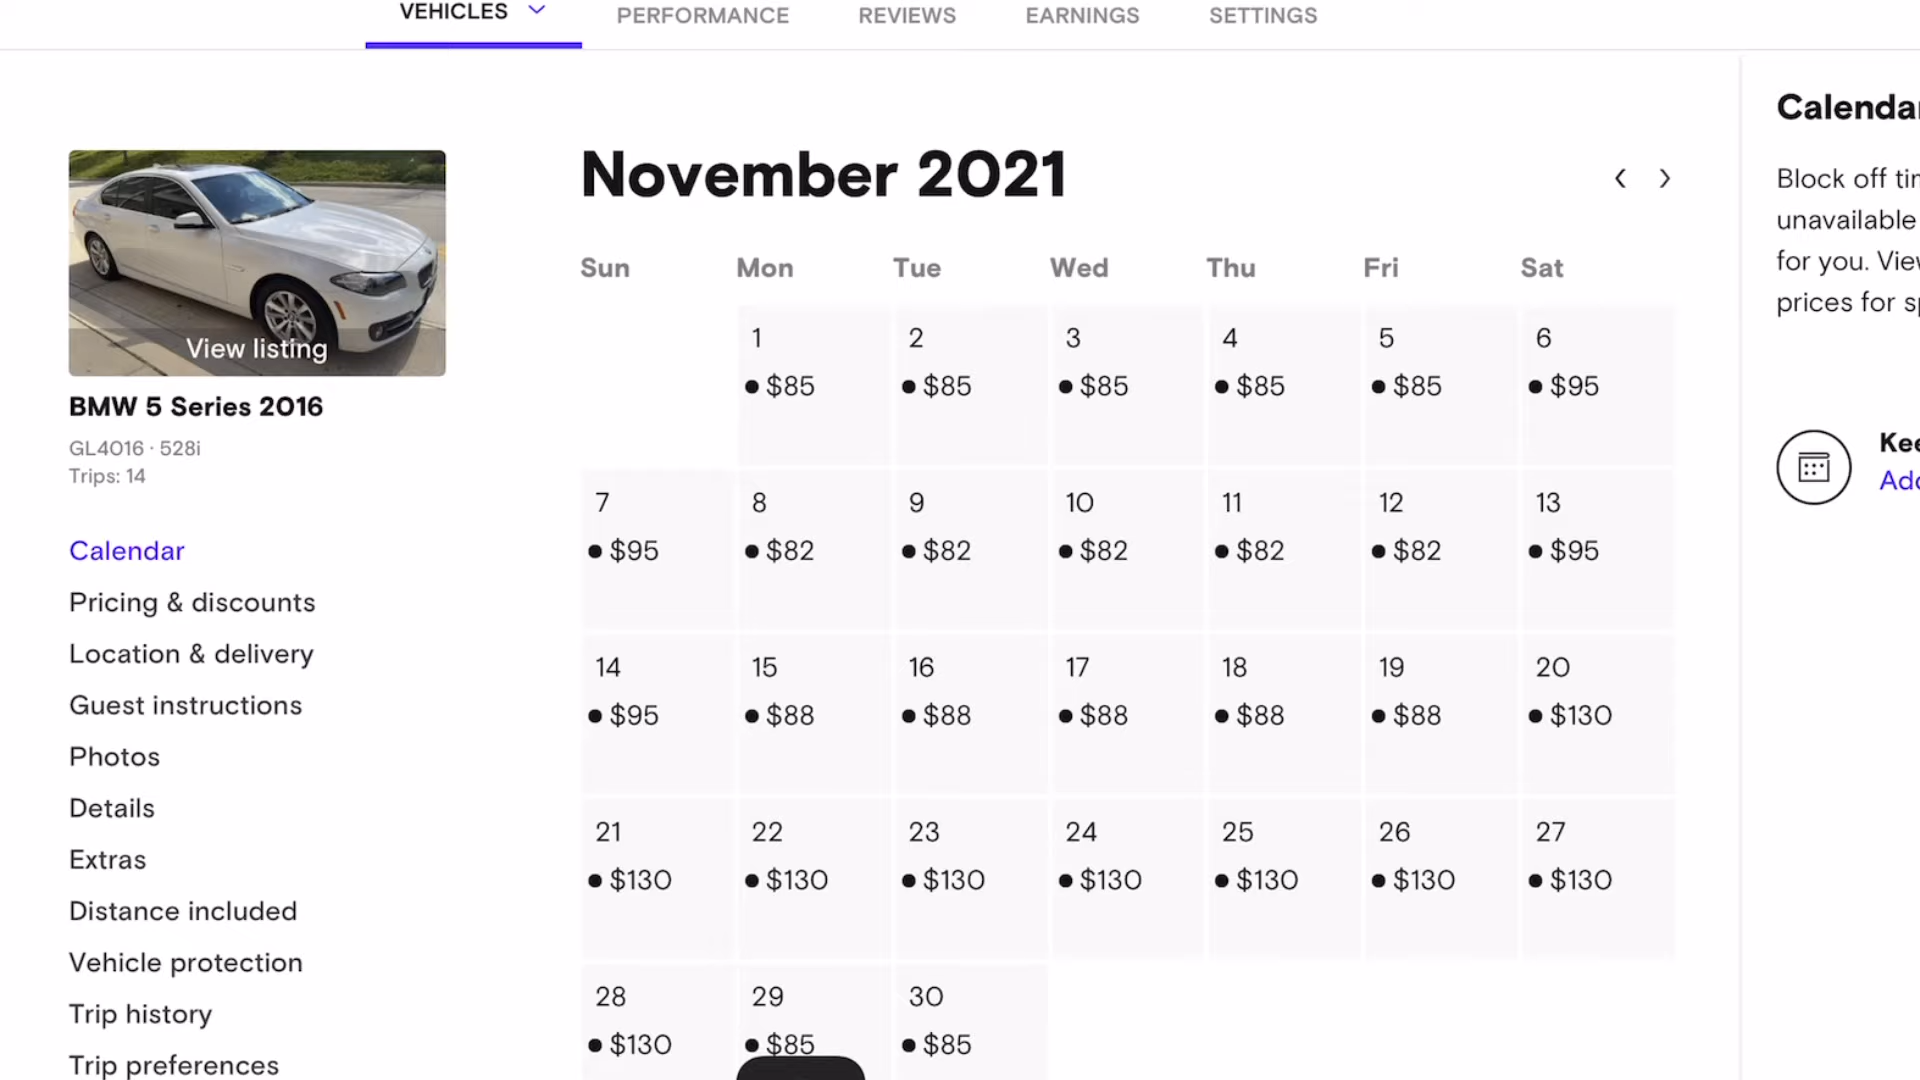 VEHICLES PERFORMANCE REVIEWS EARNINGS SETTINGS
View listing
BMW 5 Series 2016
GL4016 · 528i
Trips: 14
Calendar
Pricing & discounts
Location & delivery
Guest instructions
Photos
Details
Extras
Distance included
Vehicle protection
Trip history
Trip preferences
November 2021
Sun Mon Tue Wed Thu Fri Sat
1 2 3 4 5 6
$85 $85 $85 $85 $85 $95
7 8 9 10 11 12 13
$95 $82 $82 $82 $82 $82 $95
14 15 16 17 18 19 20
$95 $88 $88 $88 $88 $88 $130
21 22 23 24 25 26 27
$130 $130 $130 $130 $130 $130 $130
28 29 30
$130 $85 $85
Calendar
Block off
unavailable
for you.
prices for